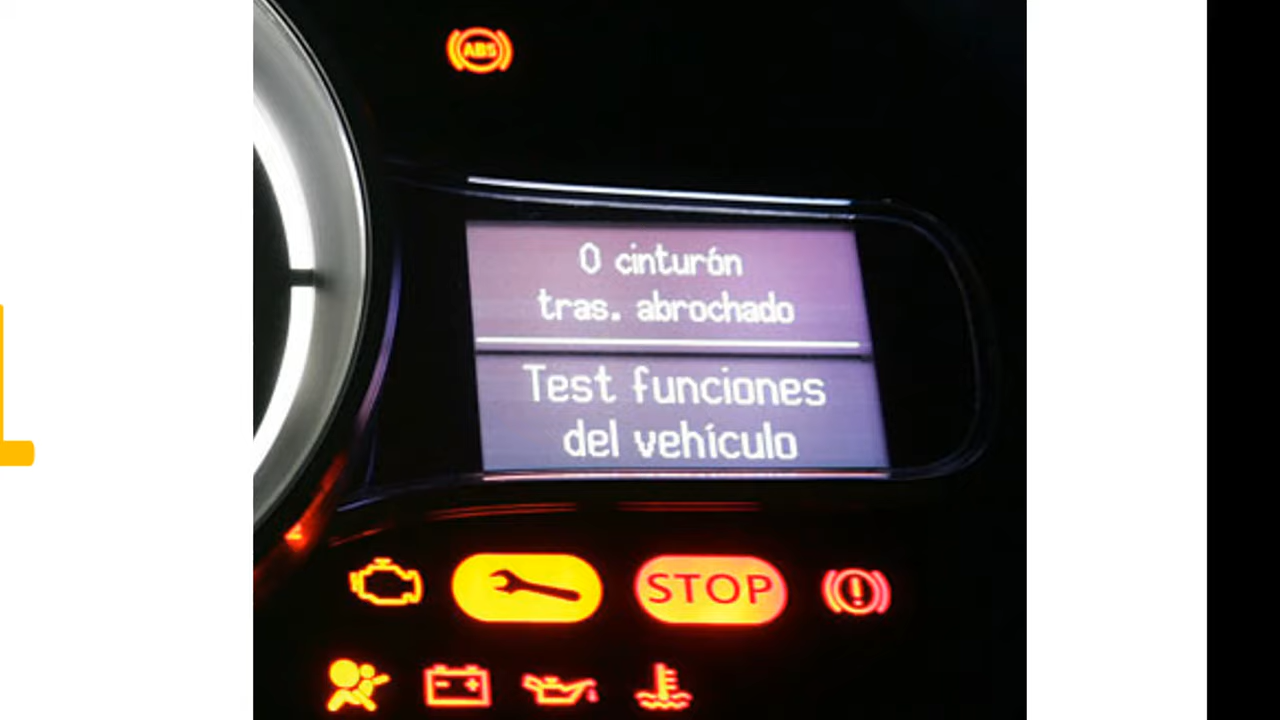 ABS
0 cinturón
tras. abrochado
Test funciones
del vehículo
STOP